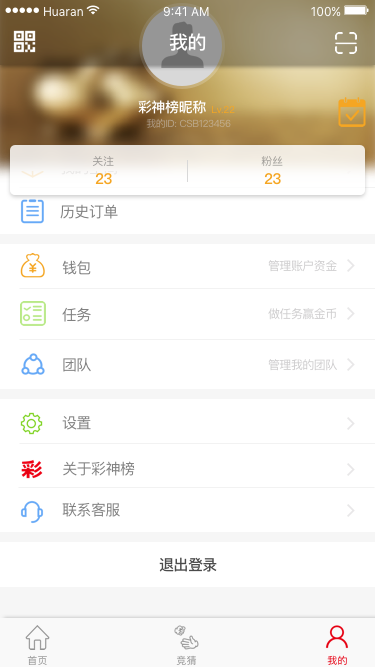 Huaran 9:41 AM 100%
我的
彩神榜昵称
我的ID: CSB123456
关注 粉丝
23 23
历史订单
钱包 管理账户资金
任务 做任务赢金币
团队 管理我的团队
设置
彩 关于彩神榜
联系客服
退出登录
首页 竞猜 我的